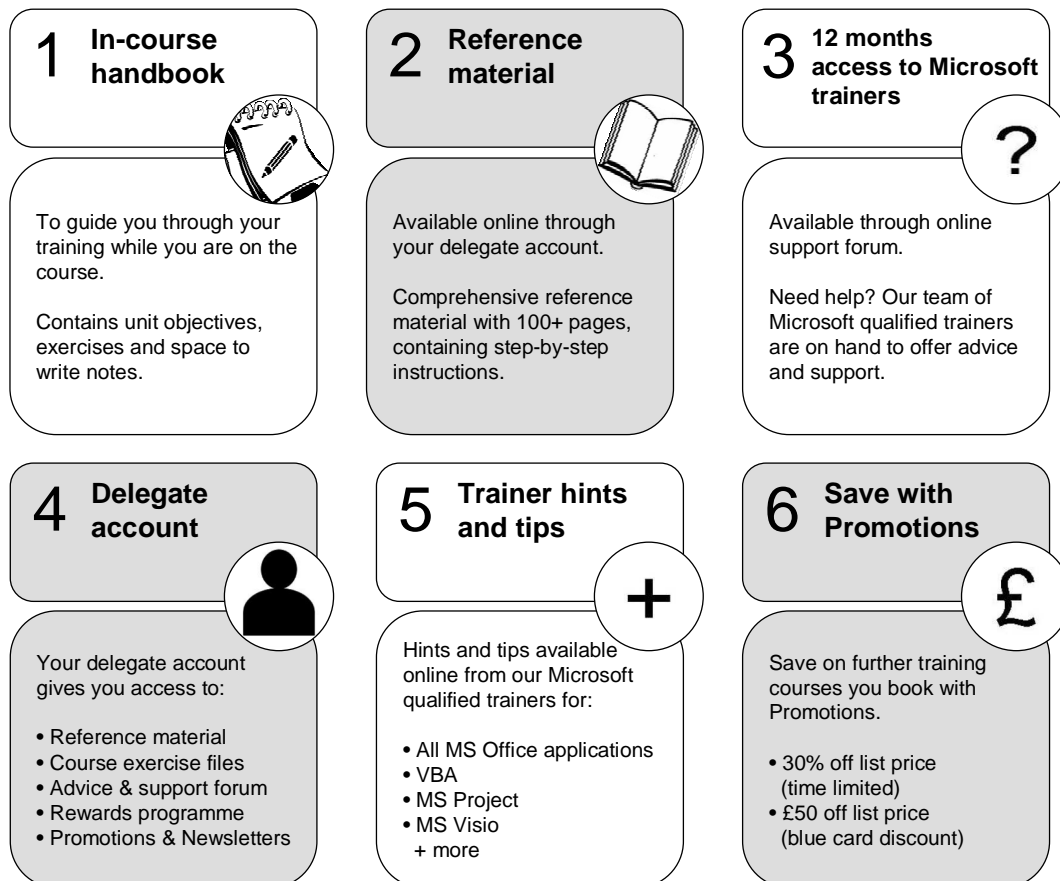 1
In-course
handbook
To guide you through your
training while you are on the
course.
Contains unit objectives,
exercises and space to
write notes.
2
Reference
material
Available online through
your delegate account.
Comprehensive reference
material with 100+ pages,
containing step-by-step
instructions.
3
12 months
access to Microsoft
trainers
?
Available through online
support forum.
Need help? Our team of
Microsoft qualified trainers
are on hand to offer advice
and support.
4
Delegate
account
Your delegate account
gives you access to:
• Reference material
• Course exercise files
• Advice & support forum
• Rewards programme
• Promotions & Newsletters
5
Trainer hints
and tips
+
Hints and tips available
online from our Microsoft
qualified trainers for:
• All MS Office applications
• VBA
• MS Project
• MS Visio
+ more
6
Save with
Promotions
£
Save on further training
courses you book with
Promotions.
• 30% off list price
(time limited)
• £50 off list price
(blue card discount)